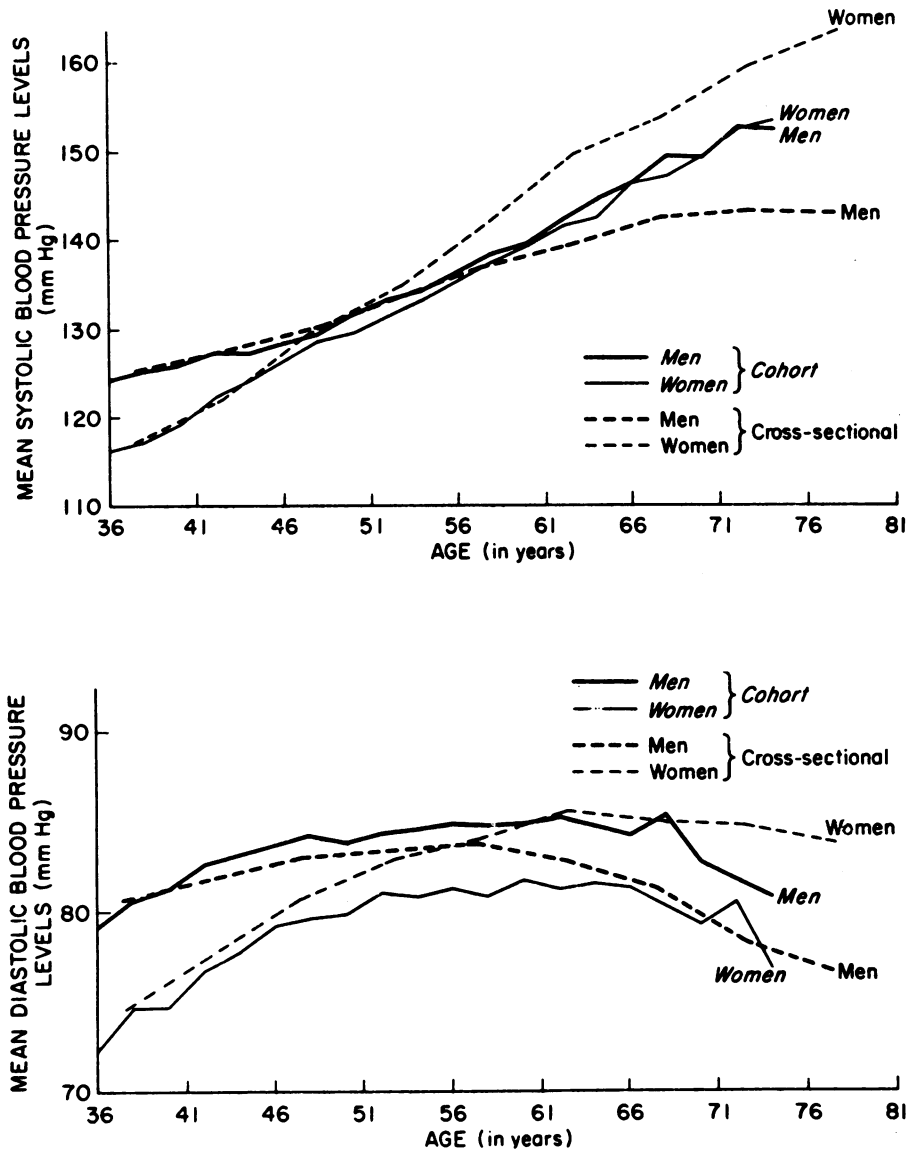 MEAN SYSTOLIC BLOOD PRESSURE LEVELS
(mm Hg)
Women
160
Women
150
Men
140
Men
130
Men
Women
Cohort
120
Men
Women
Cross-sectional
110
36 41 46 51 56 61 66 71 76 81
AGE (in years)
MEAN DIASTOLIC BLOOD PRESSURE
LEVELS (mm Hg)
Men
Women
Cohort
90
Men
Women
Cross-sectional
Women
Men
80
Women
Men
70
36 41 46 51 56 61 66 71 76 81
AGE (in years)